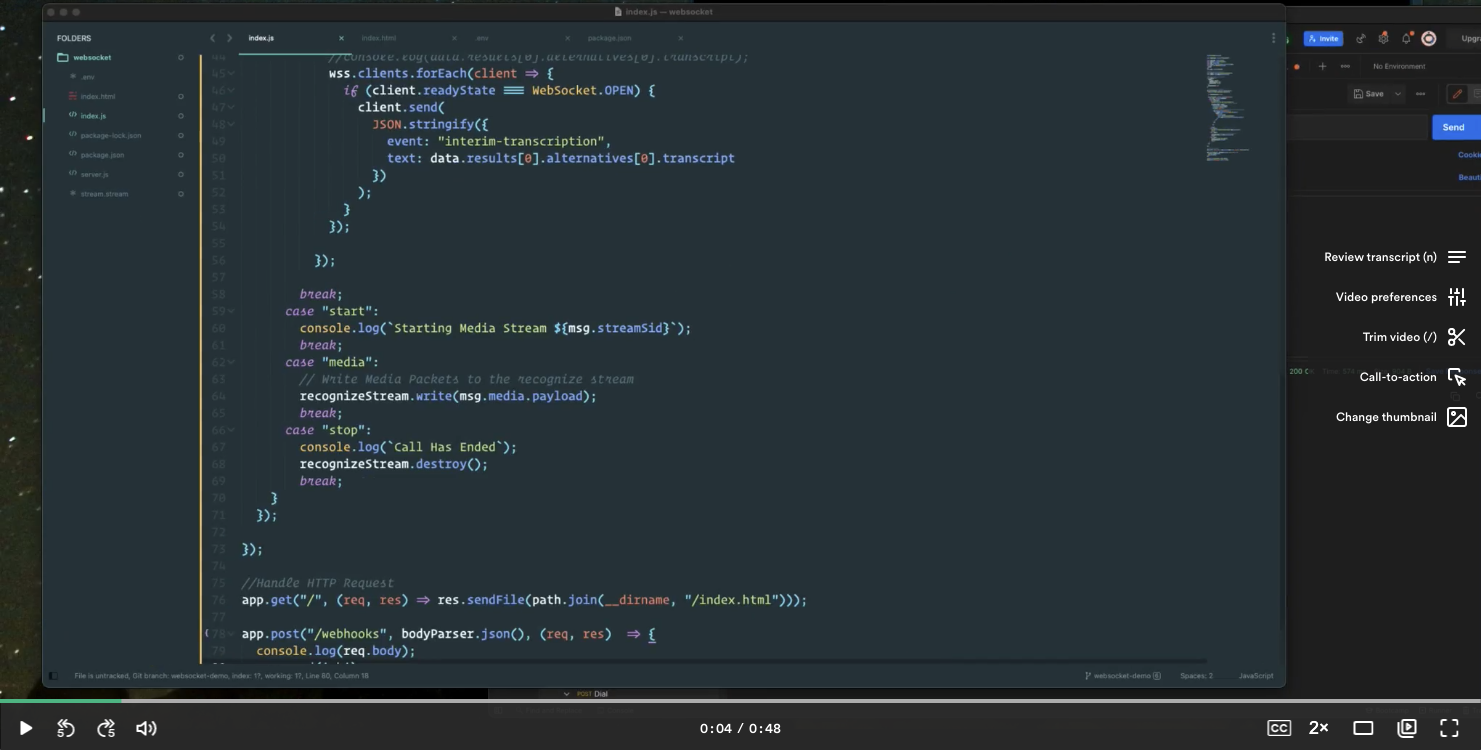 index.js — websocket
FOLDERS
websocket
.env
index.html
index.js
package-lock.json
package.json
server.js
stream.stream
index.js
index.html
.env
package.json
44 //console.log(data.results[0].alternatives[0].transcript);
45 wss.clients.forEach(client => {
46 if (client.readyState === WebSocket.OPEN) {
47 client.send(
48 JSON.stringify({
49 event: "interim-transcription",
50 text: data.results[0].alternatives[0].transcript
51 })
52 );
53 }
54 });
55
56 });
57
58 break;
59 case "start":
60 console.log(`Starting Media Stream ${msg.streamSid}`);
61 break;
62 case "media":
63 // Write Media Packets to the recognize stream
64 recognizeStream.write(msg.media.payload);
65 break;
66 case "stop":
67 console.log(`Call Has Ended`);
68 recognizeStream.destroy();
69 break;
70 }
71 });
72
73 });
74
75 //Handle HTTP Request
76 app.get("/", (req, res) => res.sendFile(path.join(__dirname, "/index.html")));
77
78 app.post("/webhooks", bodyParser.json(), (req, res) => {
79 console.log(req.body);
File is untracked, Git branch: websocket-demo, index: 1?, working: 1?, Line 80, Column 18
websocket-demo
Spaces: 2
JavaScript
Invite
Upgr
No Environment
Save
Send
Cooki
Beauti
200
Review transcript (n)
Video preferences
Trim video (/)
Call-to-action
Change thumbnail
POST Dial
5
5
0:04 / 0:48
CC
2×